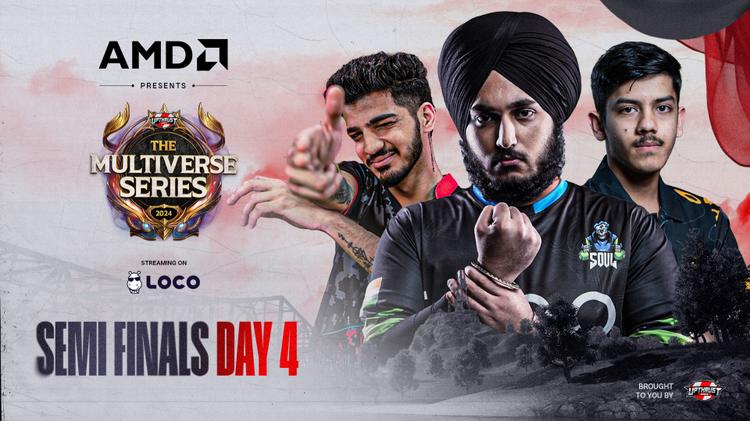 AMD
PRESENTS
UPTHRUST
THE
MULTIVERSE
SERIES
2024
STREAMING ON
LOCO
SEMI FINALS DAY 4
SOUL
BROUGHT
TO YOU BY
UPTHRUST